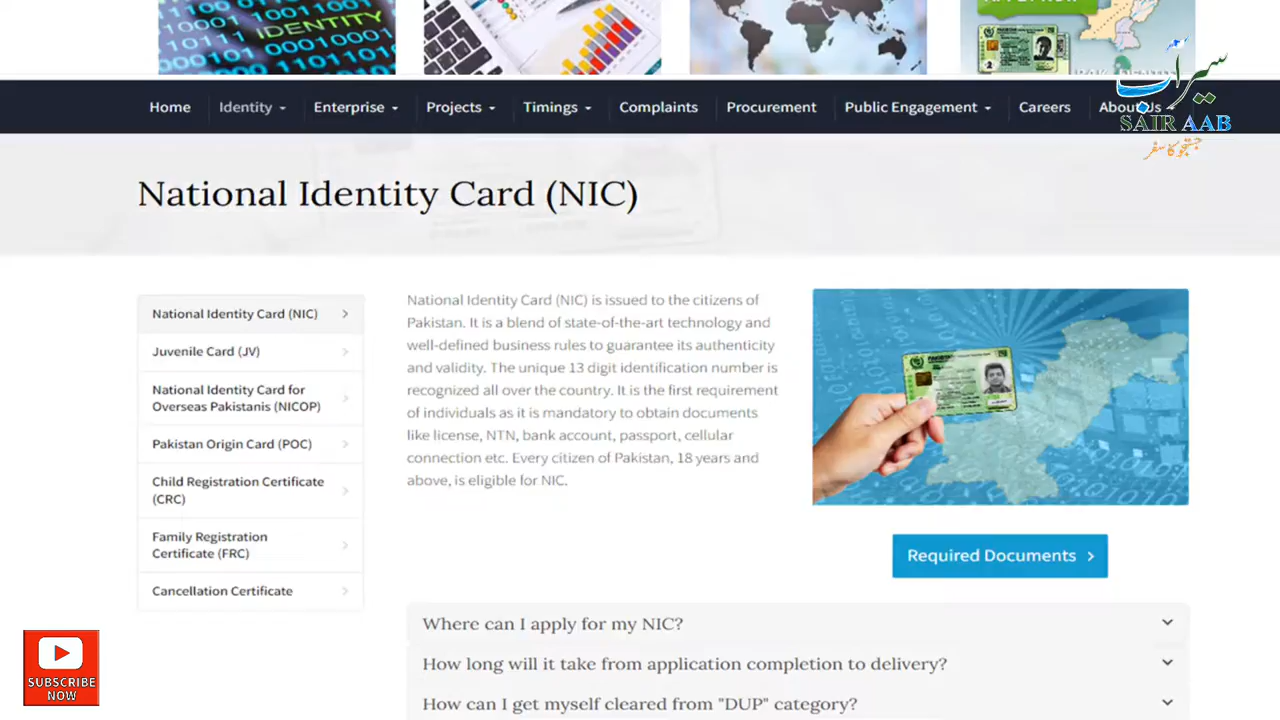 IDENTITY
Home
Identity
Enterprise
Projects
Timings
Complaints
Procurement
Public Engagement
Careers
About Us
سیراب
SAIR AAB
جستجو کا سفر
National Identity Card (NIC)
National Identity Card (NIC)
Juvenile Card (JV)
National Identity Card for
Overseas Pakistanis (NICOP)
Pakistan Origin Card (POC)
Child Registration Certificate
(CRC)
Family Registration
Certificate (FRC)
Cancellation Certificate
National Identity Card (NIC) is issued to the citizens of
Pakistan. It is a blend of state-of-the-art technology and
well-defined business rules to guarantee its authenticity
and validity. The unique 13 digit identification number is
recognized all over the country. It is the first requirement
of individuals as it is mandatory to obtain documents
like license, NTN, bank account, passport, cellular
connection etc. Every citizen of Pakistan, 18 years and
above, is eligible for NIC.
PAKISTAN
Required Documents
Where can I apply for my NIC?
How long will it take from application completion to delivery?
How can I get myself cleared from "DUP" category?
SUBSCRIBE
NOW